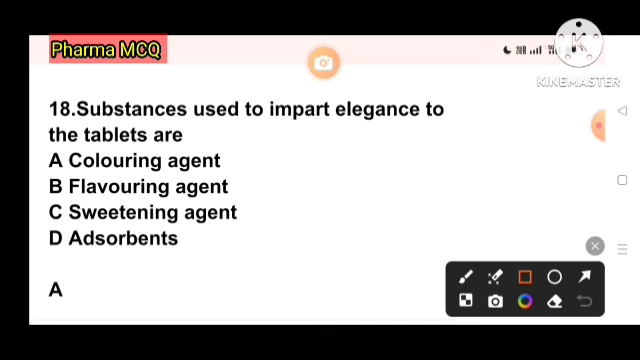 Pharma MCQ
KINEMASTER
18.Substances used to impart elegance to
the tablets are
A Colouring agent
B Flavouring agent
C Sweetening agent
D Adsorbents
A